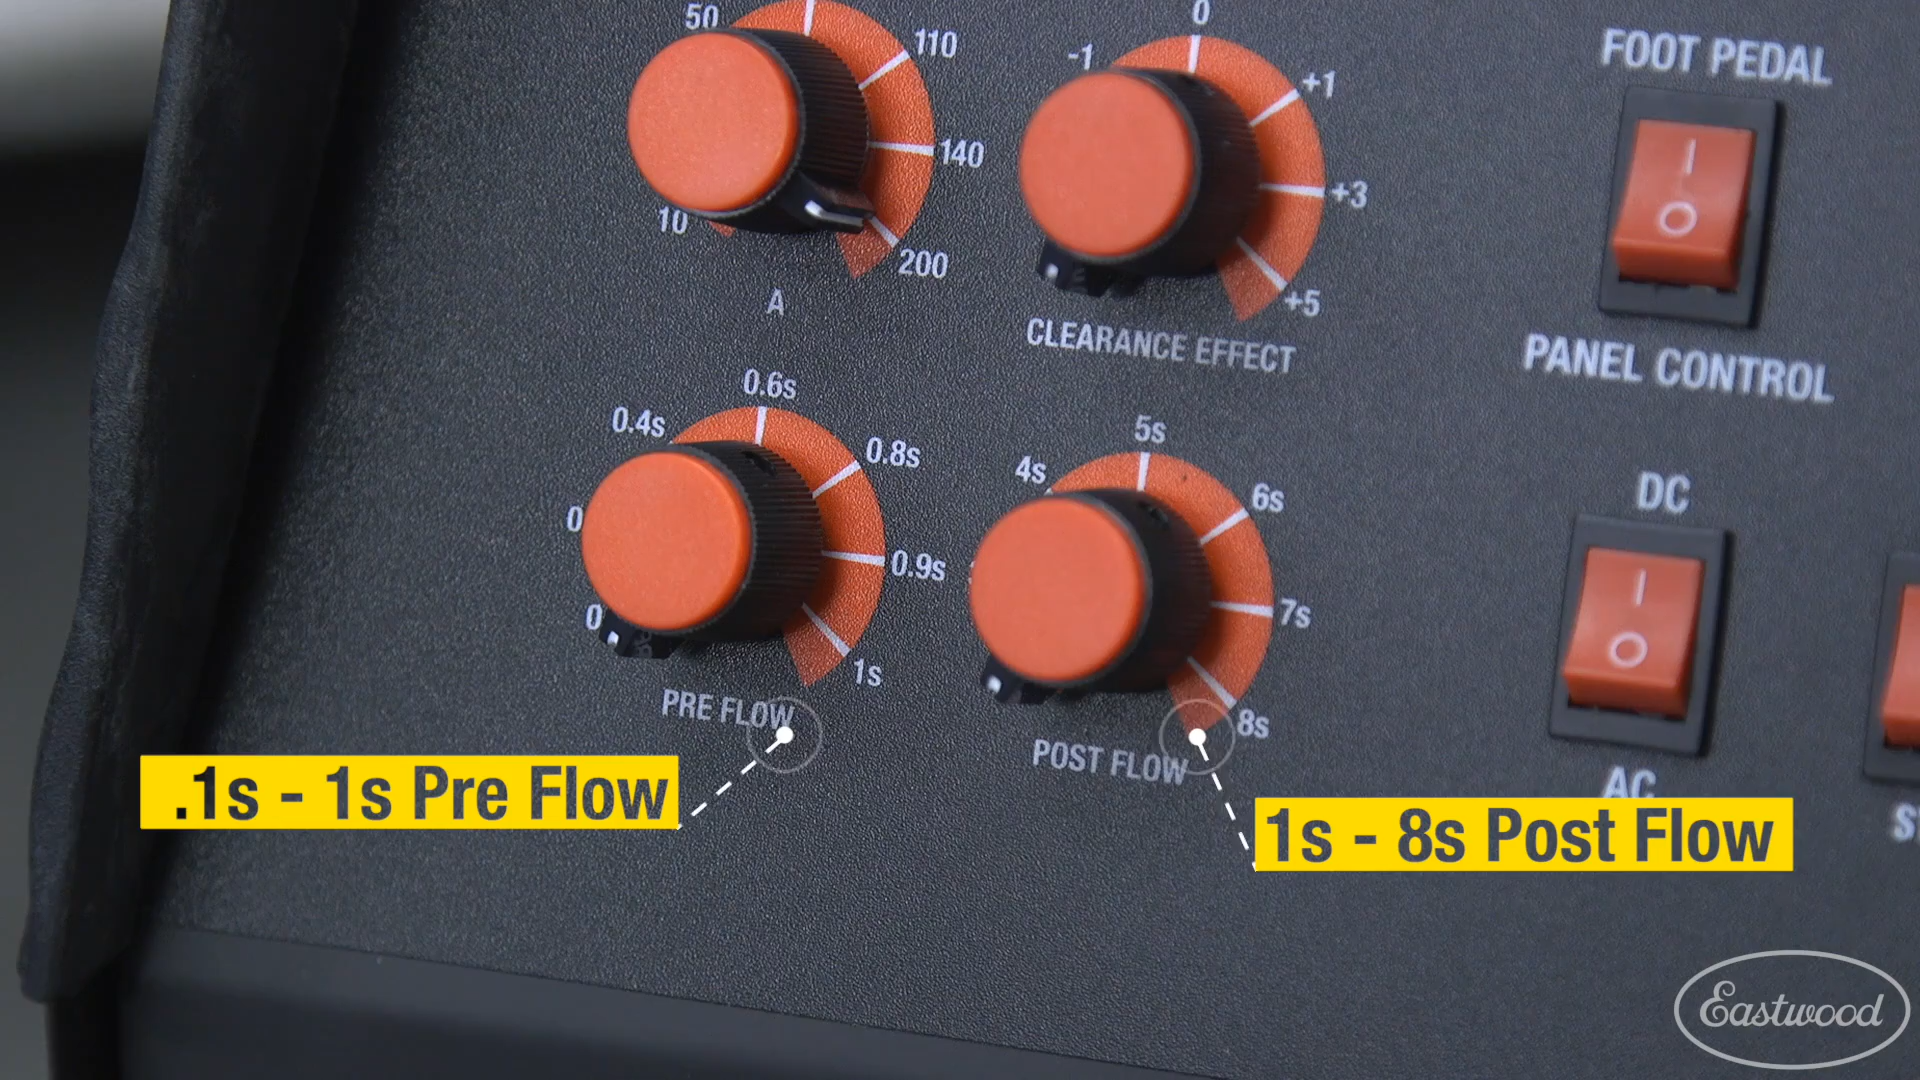 50
110
140
200
10
A
-1
0
+1
+3
+5
CLEARANCE EFFECT
FOOT PEDAL
PANEL CONTROL
0.4s
0.6s
0.8s
0.9s
1s
PRE FLOW
4s
5s
6s
7s
8s
POST FLOW
DC
AC
.1s - 1s Pre Flow
1s - 8s Post Flow
Eastwood